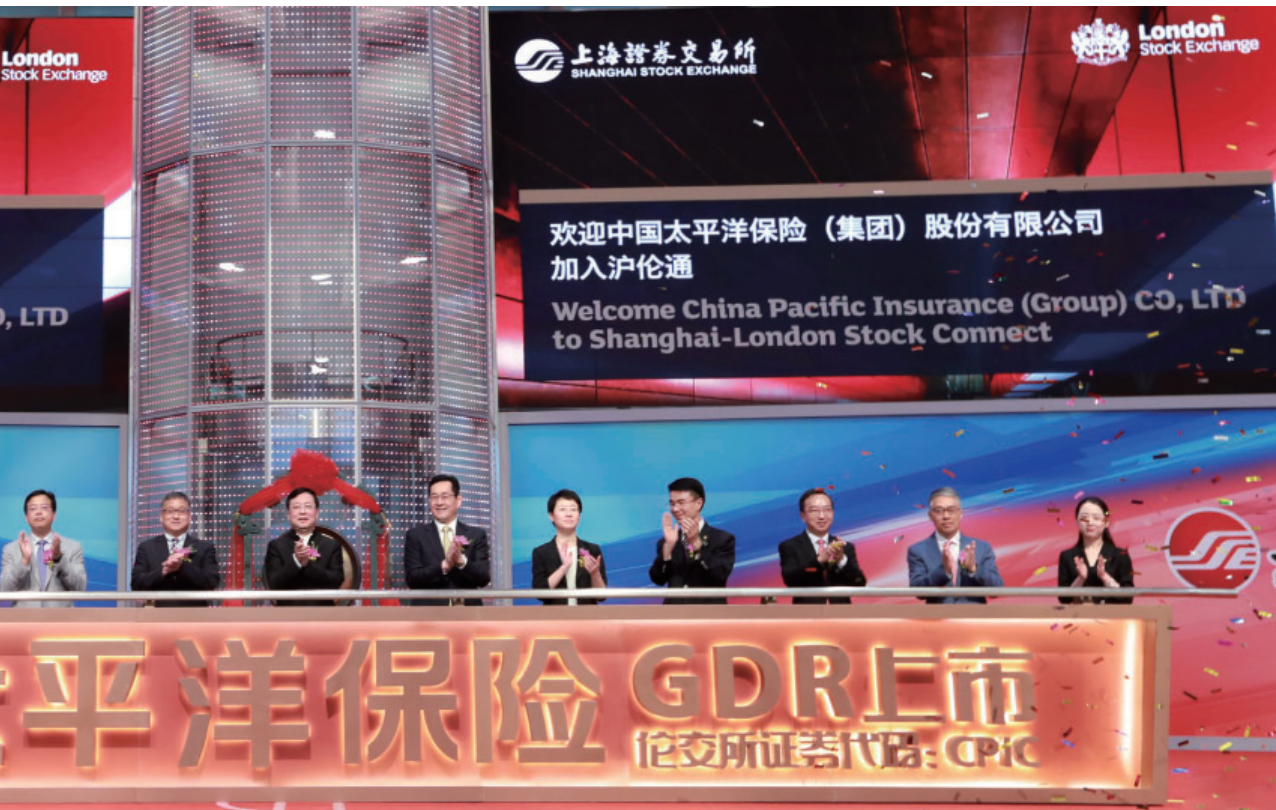 London
Stock Exchange
上海證券交易所
SHANGHAI STOCK EXCHANGE
London
Stock Exchange
欢迎中国太平洋保险（集团）股份有限公司
加入沪伦通
Welcome China Pacific Insurance (Group) CO, LTD
to Shanghai-London Stock Connect
, LTD
平洋保险 GDR上市
伦交所证券代码: CPIC